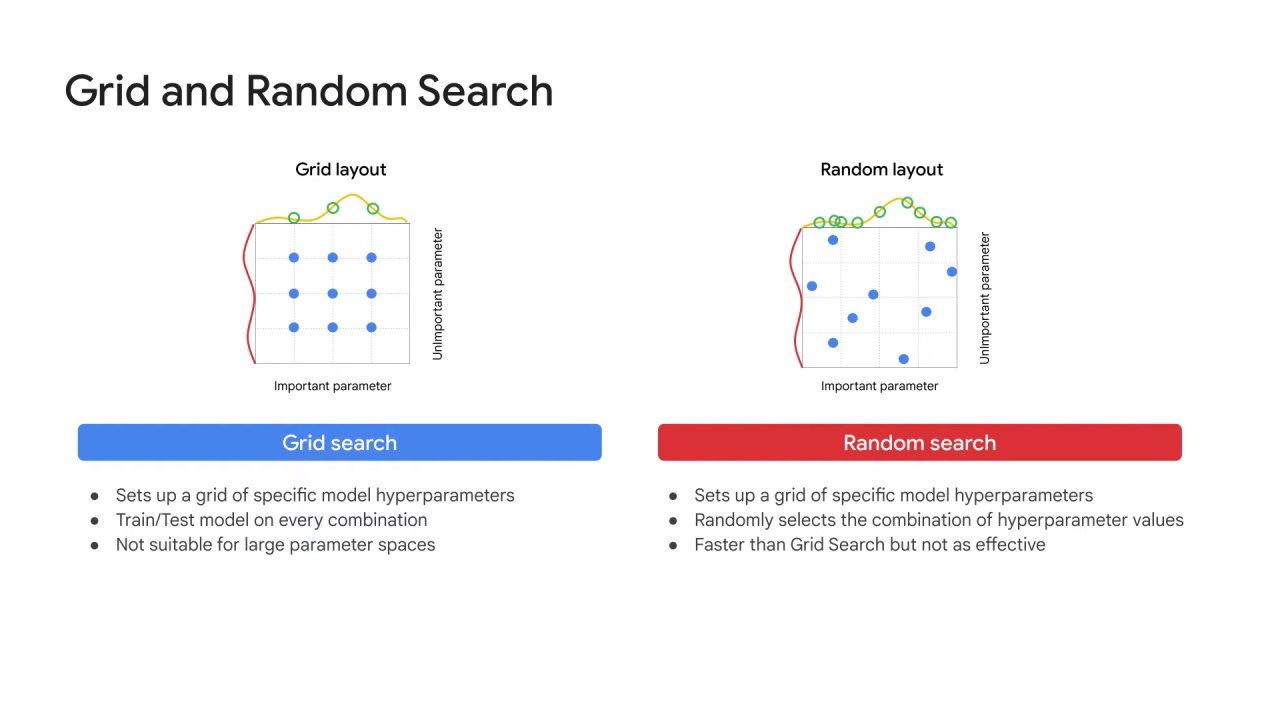 Grid and Random Search
Grid layout
Unimportant parameter
Important parameter
Random layout
Unimportant parameter
Important parameter
Grid search
● Sets up a grid of specific model hyperparameters
● Train/Test model on every combination
● Not suitable for large parameter spaces
Random search
● Sets up a grid of specific model hyperparameters
● Randomly selects the combination of hyperparameter values
● Faster than Grid Search but not as effective